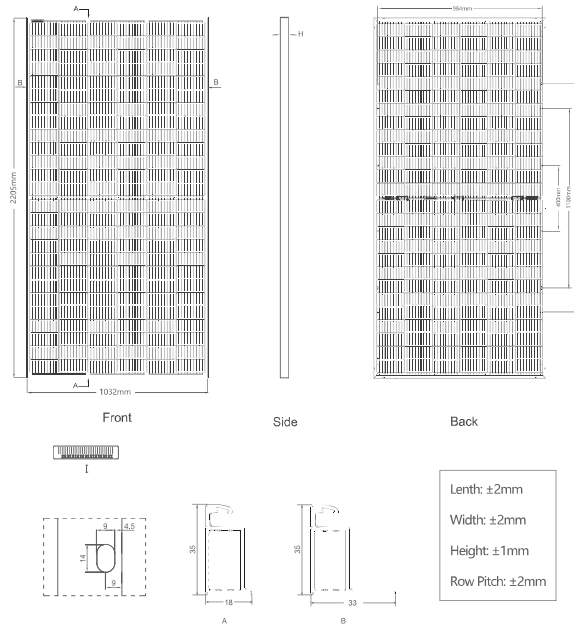 A
984mm
H
B
B
2205mm
400mm
1100mm
A
1032mm
Front
Side
Back
I
Lenth: ±2mm
Width: ±2mm
Height: ±1mm
Row Pitch: ±2mm
9
4.5
14
9
35
18
A
35
33
B